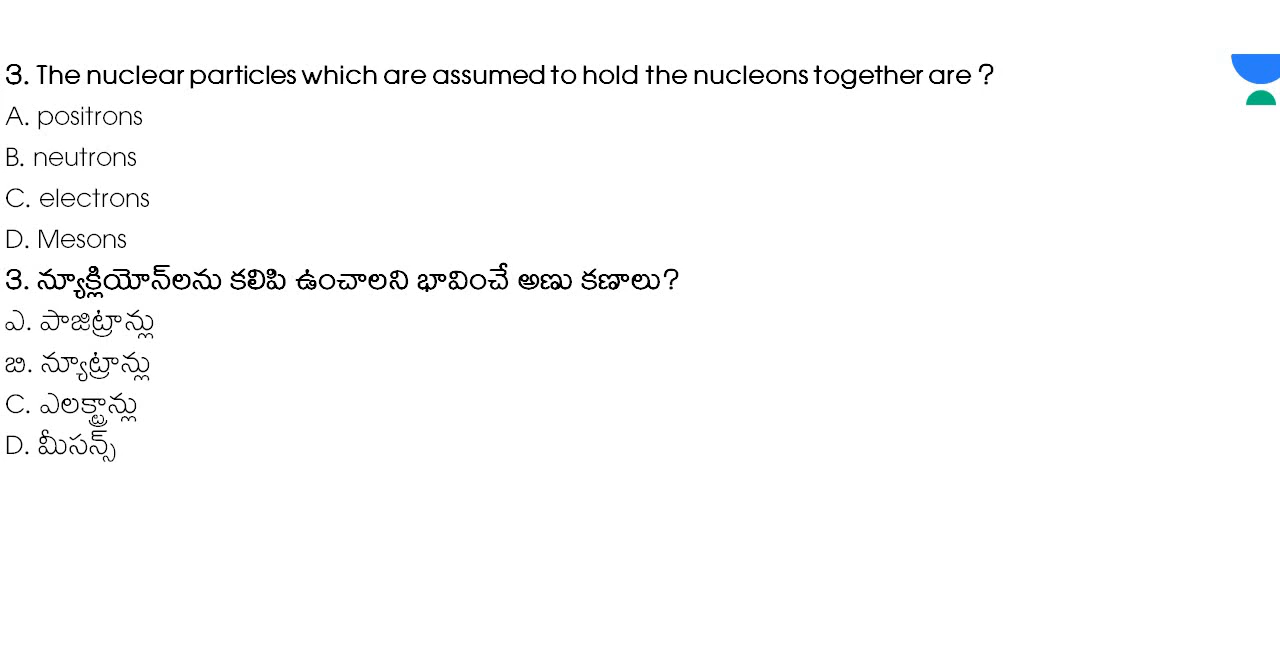 3. The nuclear particles which are assumed to hold the nucleons together are ?
A. positrons
B. neutrons
C. electrons
D. Mesons
3. న్యూక్లియోన్‌లను కలిపి ఉంచాలని భావించే అణు కణాలు?
ఎ. పాజిట్రాన్లు
బి. న్యూట్రాన్లు
C. ఎలక్ట్రాన్లు
D. మీసన్స్